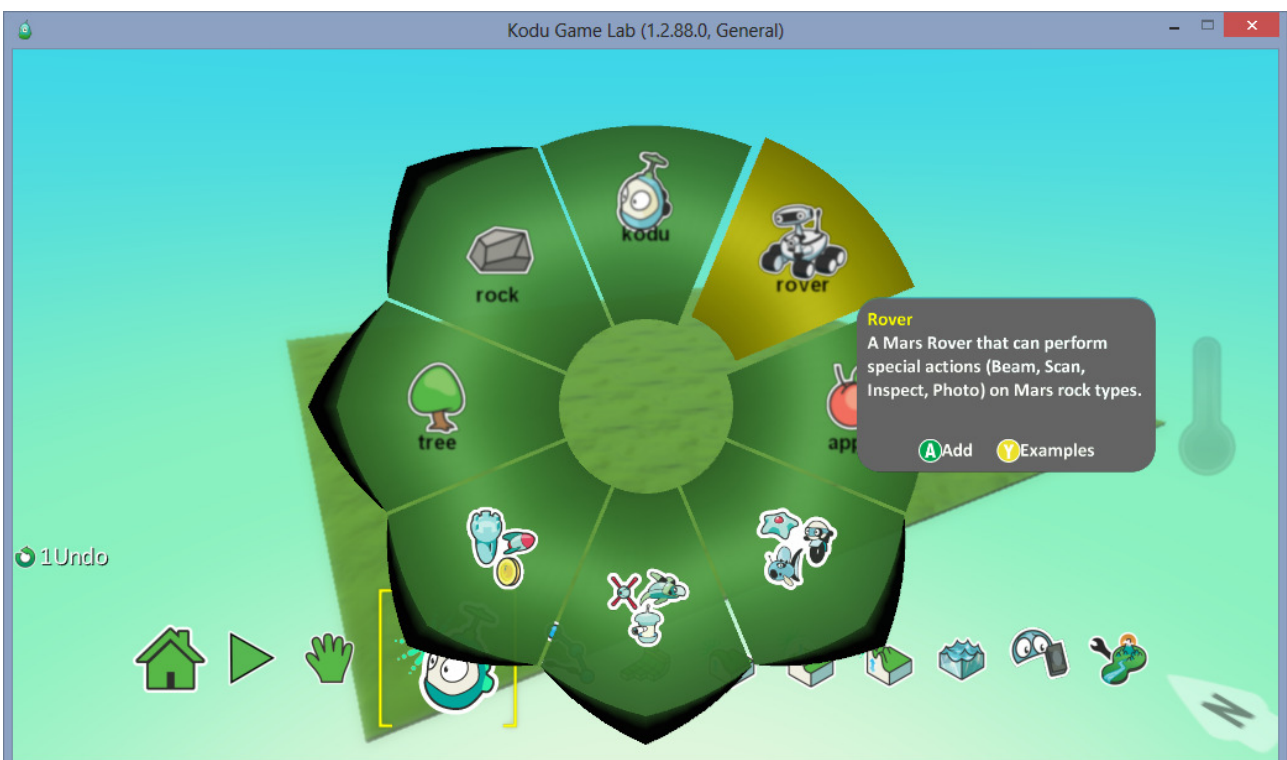 Kodu Game Lab (1.2.88.0, General)
kodu
rock
rover
Rover
A Mars Rover that can perform
special actions (Beam, Scan,
Inspect, Photo) on Mars rock types.
A Add Y Examples
tree
app
1Undo
N